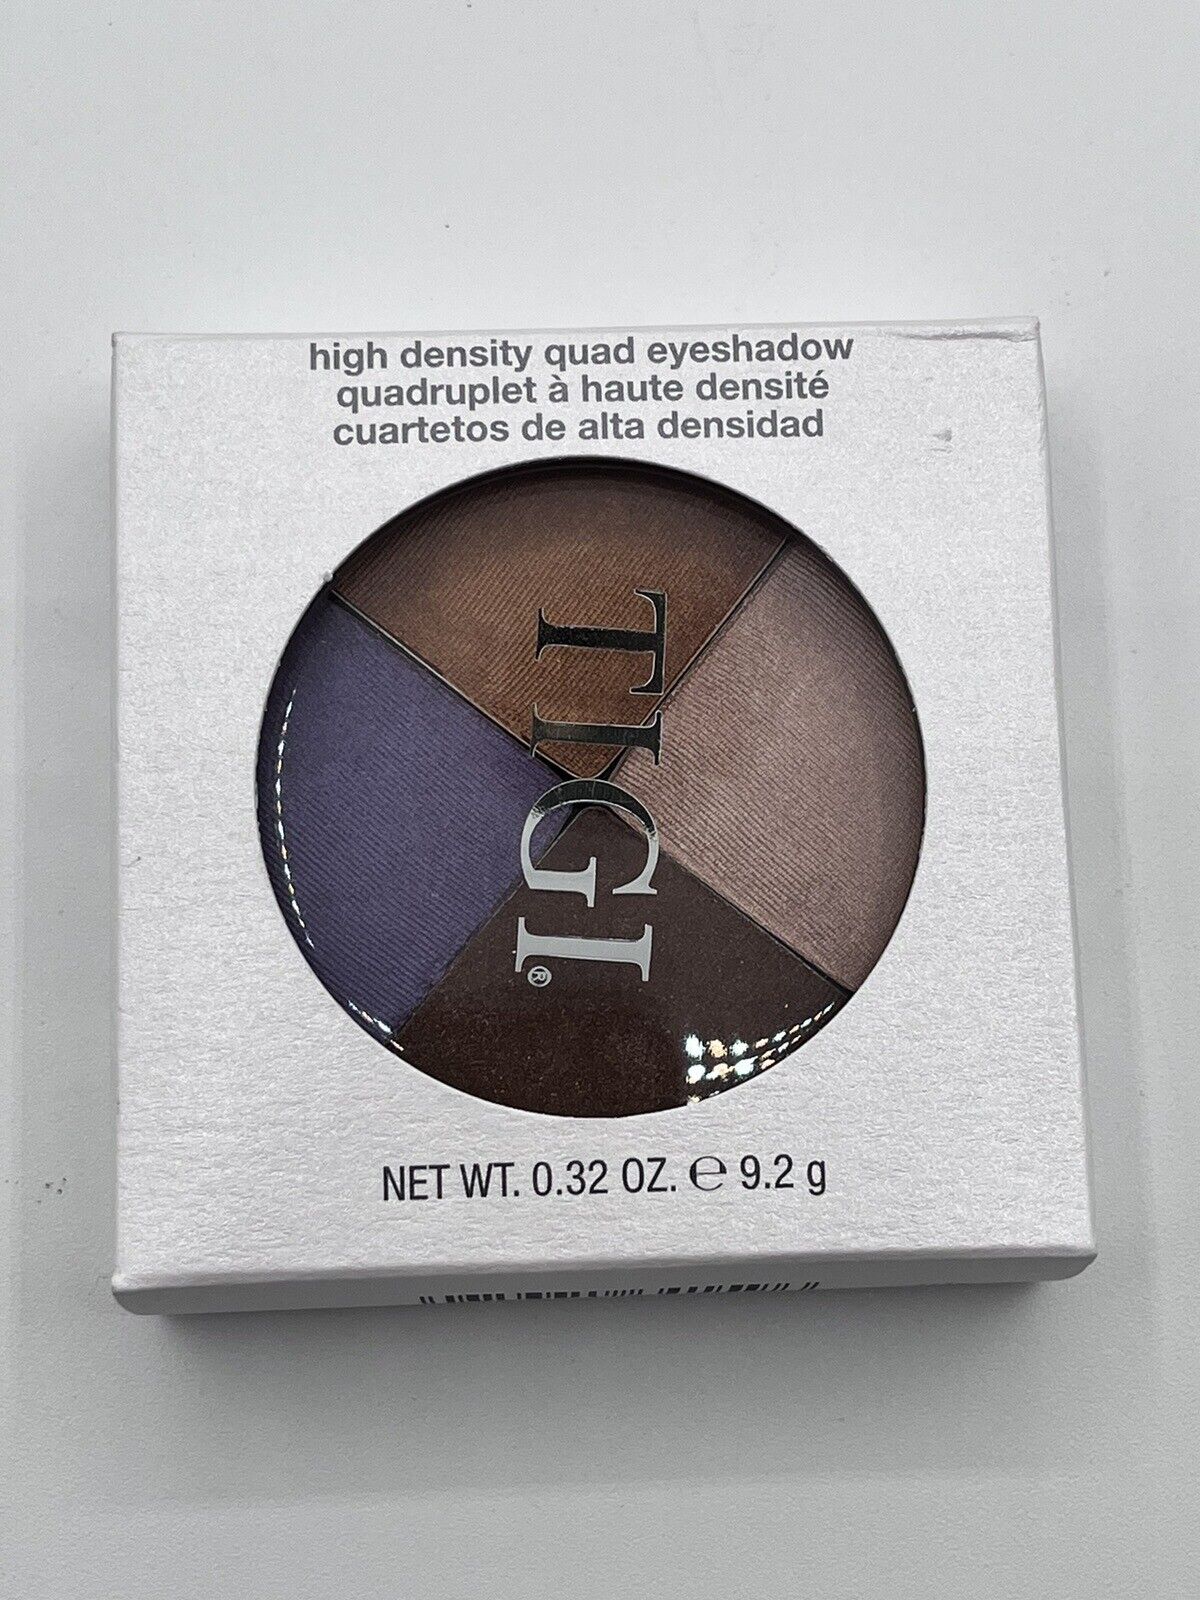 high density quad eyeshadow
quadruplet à haute densité
cuartetos de alta densidad
TIGI®
NET WT. 0.32 OZ. ℮ 9.2 g